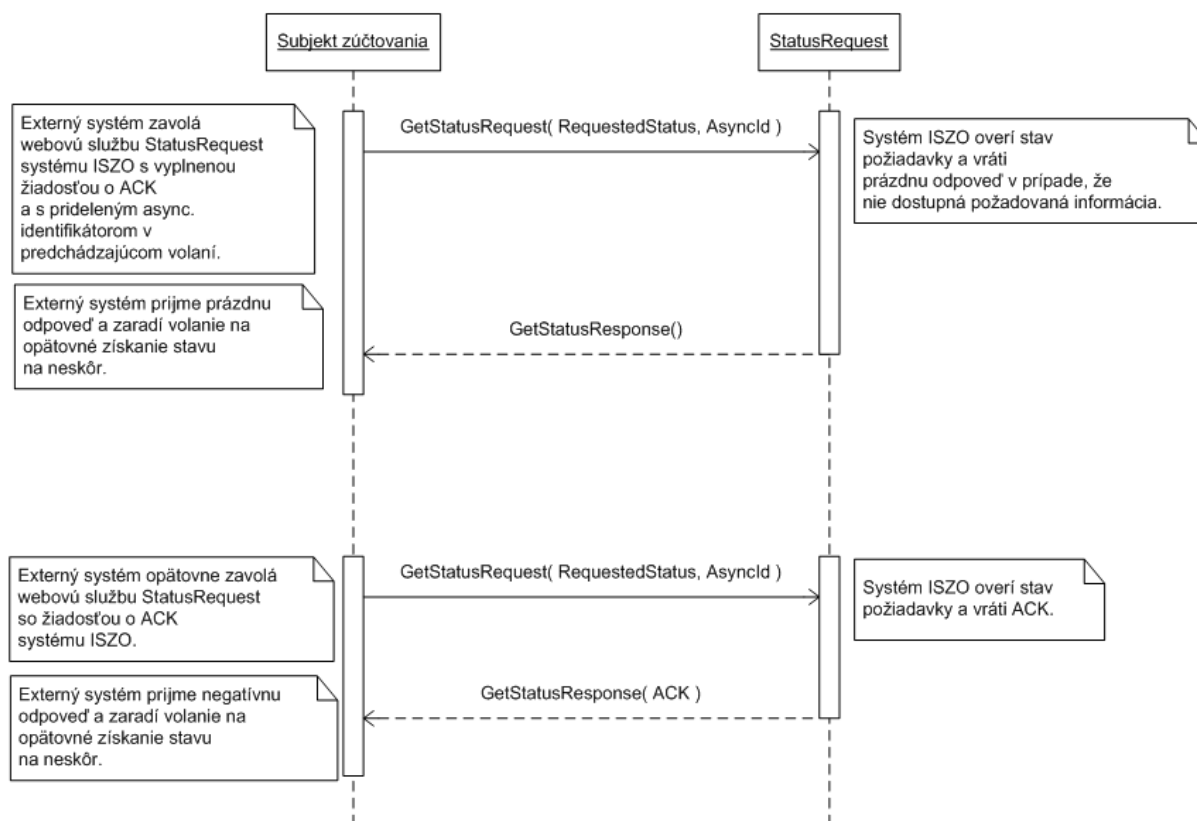 Subjekt zúčtovania
StatusRequest
Externý systém zavolá
webovú službu StatusRequest
systému ISZO s vyplnenou
žiadosťou o ACK
a s prideleným async.
identifikátorom v
predchádzajúcom volaní.
GetStatusRequest( RequestedStatus, AsyncId )
Systém ISZO overí stav
požiadavky a vráti
prázdnu odpoveď v prípade, že
nie dostupná požadovaná informácia.
Externý systém prijme prázdnu
odpoveď a zaradí volanie na
opätovné získanie stavu
na neskôr.
GetStatusResponse()
Externý systém opätovne zavolá
webovú službu StatusRequest
so žiadosťou o ACK
systému ISZO.
GetStatusRequest( RequestedStatus, AsyncId )
Systém ISZO overí stav
požiadavky a vráti ACK.
Externý systém prijme negatívnu
odpoveď a zaradí volanie na
opätovné získanie stavu
na neskôr.
GetStatusResponse( ACK )